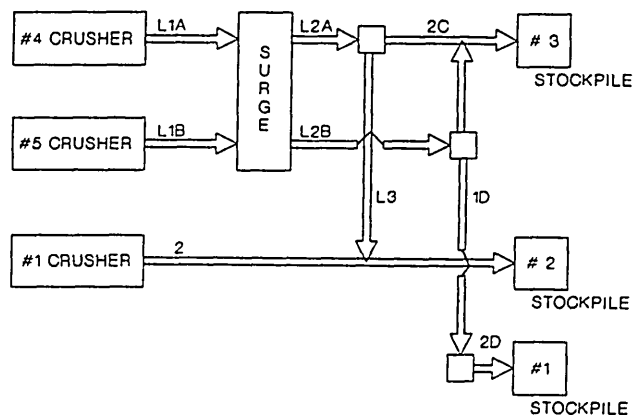 #4 CRUSHER
L1A
SURGE
L2A
2C
# 3
STOCKPILE
#5 CRUSHER
L1B
L2B
L3
1D
#1 CRUSHER
2
# 2
STOCKPILE
2D
#1
STOCKPILE